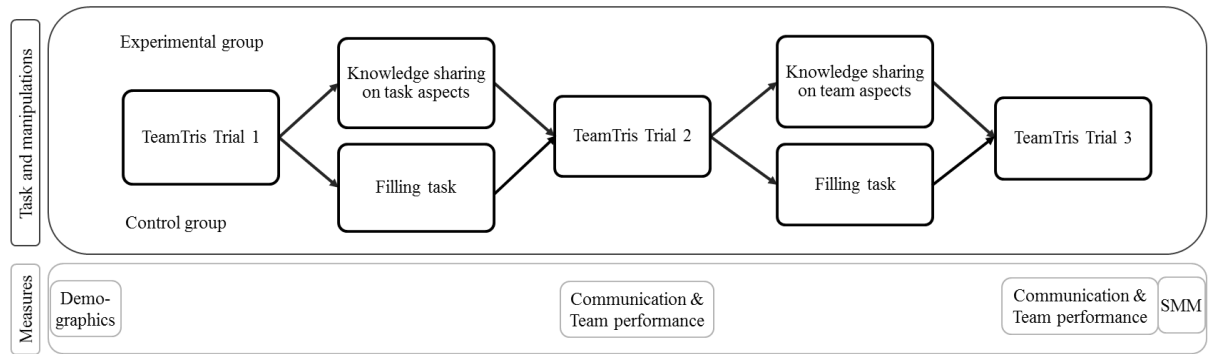 Task and manipulations
Experimental group
TeamTris Trial 1
Knowledge sharing
on task aspects
Filling task
TeamTris Trial 2
Knowledge sharing
on team aspects
Filling task
TeamTris Trial 3
Control group
Measures
Demo-
graphics
Communication &
Team performance
Communication &
Team performance
SMM